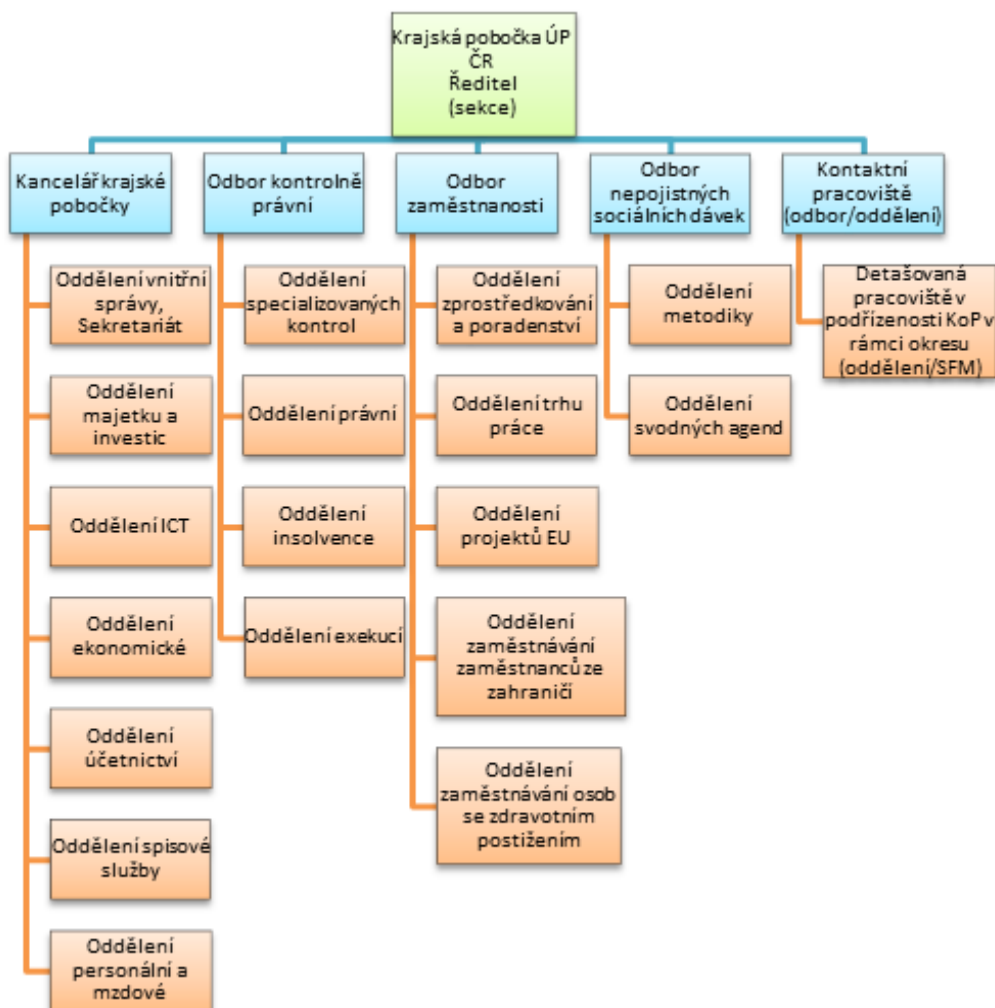 Krajská pobočka ÚP
ČR
Ředitel
(sekce)
Kancelář krajské
pobočky
Odbor kontrolně
právní
Odbor
zaměstnanosti
Odbor
nepojistných
sociálních dávek
Kontaktní
pracoviště
(odbor/oddělení)
Oddělení vnitřní
správy,
Sekretariát
Oddělení
majetku a
investic
Oddělení ICT
Oddělení
ekonomické
Oddělení
účetnictví
Oddělení spisové
služby
Oddělení
personální a
mzdové
Oddělení
specializovaných
kontrol
Oddělení právní
Oddělení
insolvence
Oddělení exekucí
Oddělení
zprostředkování
a poradenství
Oddělení trhu
práce
Oddělení
projektů EU
Oddělení
zaměstnávání
zaměstnanců ze
zahraničí
Oddělení
zaměstnávání osob
se zdravotním
postižením
Oddělení
metodiky
Oddělení
svodných agend
Detašovaná
pracoviště v
podřízenosti KoP v
rámci okresu
(oddělení/SFM)